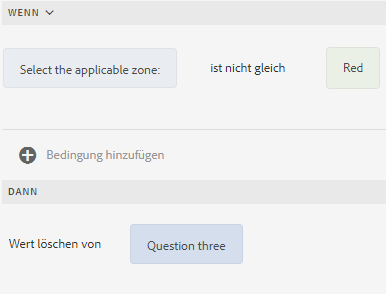 WENN
Select the applicable zone: ist nicht gleich Red
Bedingung hinzufügen
DANN
Wert löschen von Question three